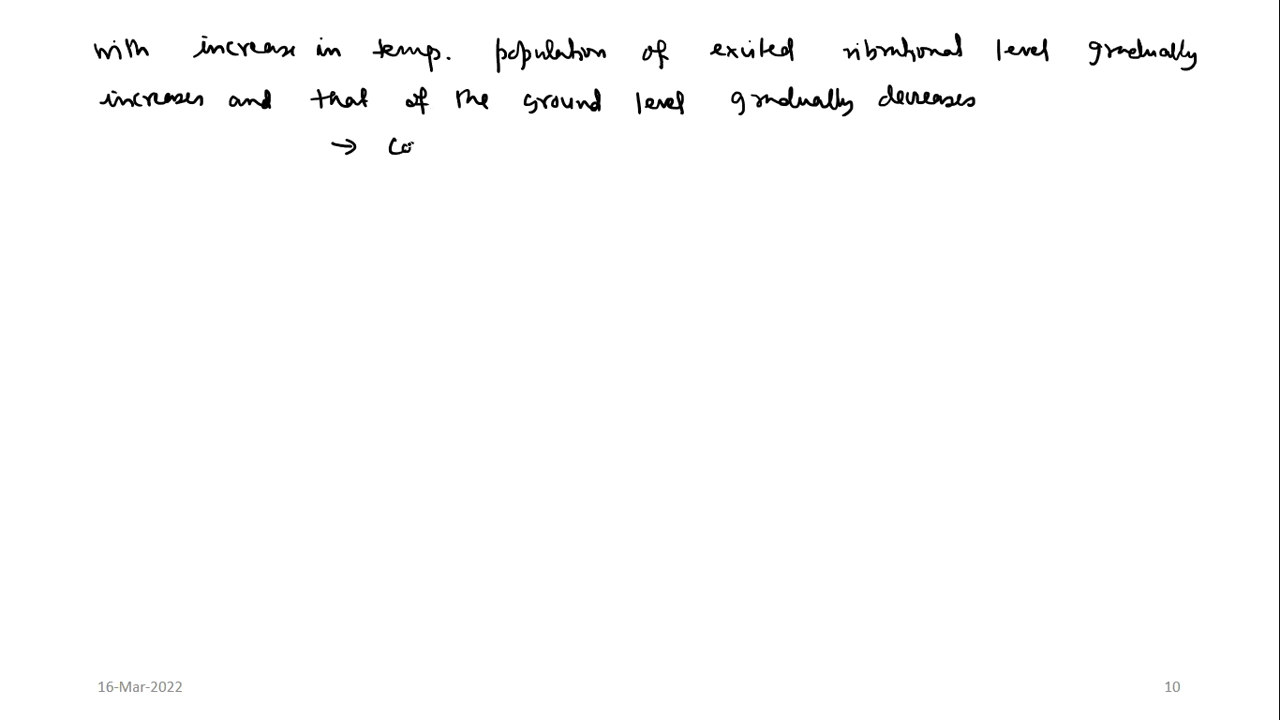 with increase in temp. population of excited vibrational level gradually
increases and that of the ground level gradually decreases
→
16-Mar-2022
10